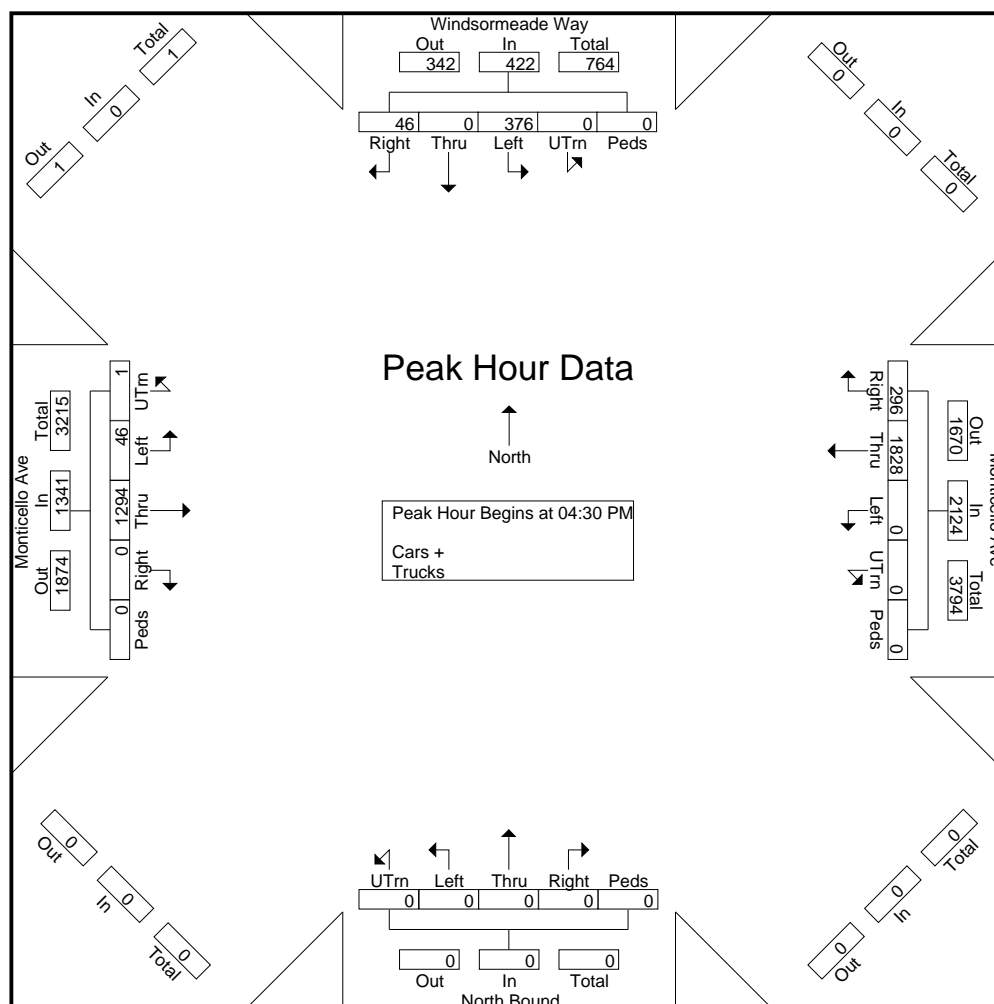 Windsormeade Way
Out In Total
342 422 764
46 0 376 0 0
Right Thru Left UTrn Peds
Total
1
In
0
Out
1
Out
0
In
0
Total
0
Peak Hour Data
North
Peak Hour Begins at 04:30 PM
Cars +
Trucks
Monticello Ave
Out In Total
1874 1341 3215
1 46 1294 0 0
UTrn Left Thru Right Peds
Right Thru Left UTrn Peds
296 1828 0 0 0
Out In Total
1670 2124 3794
Monticello Ave
Out
0
In
0
Total
0
Total
0
In
0
Out
0
UTrn Left Thru Right Peds
0 0 0 0 0
0 0 0
Out In Total
North Bound